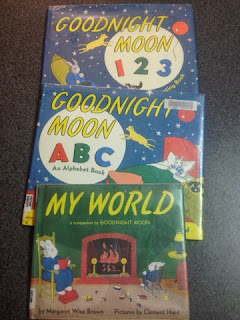 GOODNIGHT
MOON
1 2 3
GOODNIGHT
MOON
ABC
An Alphabet Book
MY WORLD
a companion to GOODNIGHT MOON
by Margaret Wise Brown Pictures by Clement Hurd